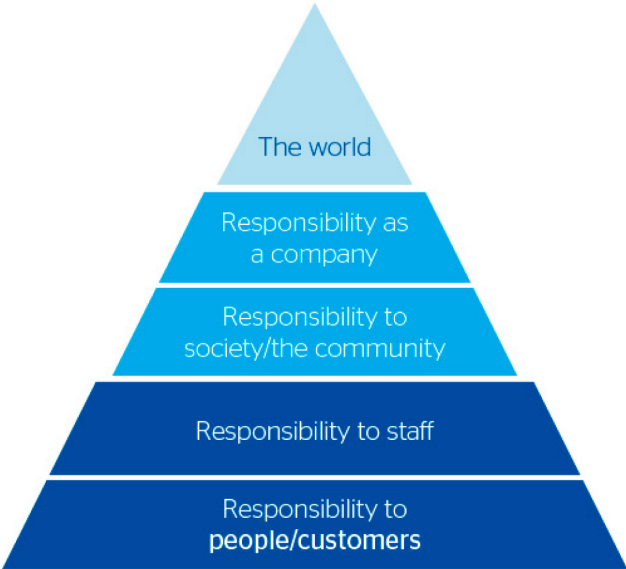 The world
Responsibility as
a company
Responsibility to
society/the community
Responsibility to staff
Responsibility to
people/customers